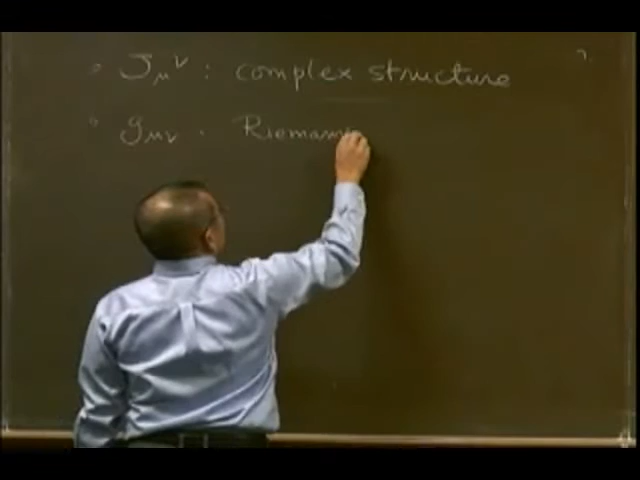 • J_μ^ν : complex structure
• g_μν . Riemann